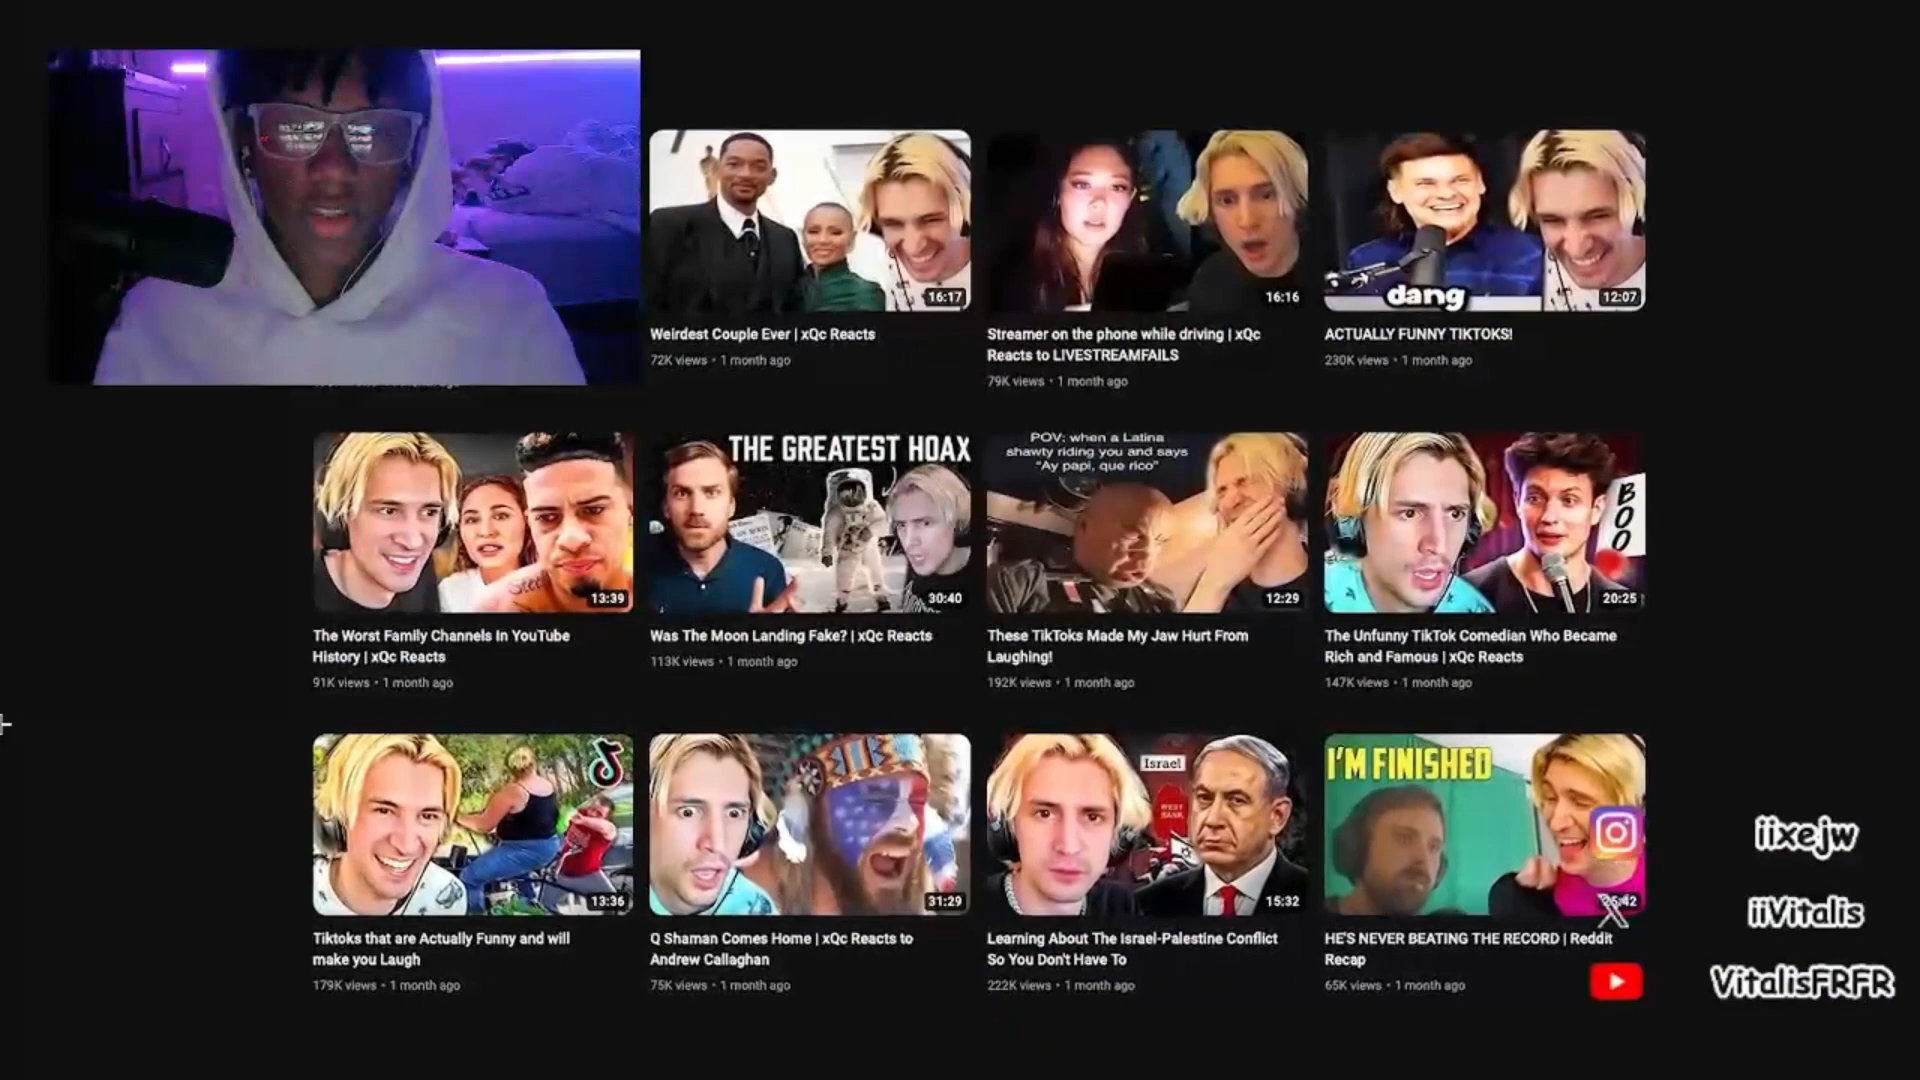 16:17
Weirdest Couple Ever | xQc Reacts
72K views • 1 month ago
16:16
Streamer on the phone while driving | xQc
Reacts to LIVESTREAMFAILS
79K views • 1 month ago
dang
12:07
ACTUALLY FUNNY TIKTOKS!
230K views • 1 month ago
13:39
The Worst Family Channels In YouTube
History | xQc Reacts
91K views • 1 month ago
THE GREATEST HOAX
30:40
Was The Moon Landing Fake? | xQc Reacts
113K views • 1 month ago
POV: when a Latina
shawty riding you and says
"Ay papi, que rico"
12:29
These TikToks Made My Jaw Hurt From
Laughing!
192K views • 1 month ago
BOO
20:25
The Unfunny TikTok Comedian Who Became
Rich and Famous | xQc Reacts
147K views • 1 month ago
13:36
Tiktoks that are Actually Funny and will
make you Laugh
179K views • 1 month ago
31:29
Q Shaman Comes Home | xQc Reacts to
Andrew Callaghan
75K views • 1 month ago
Israel
WEST
BANK
15:32
Learning About The Israel-Palestine Conflict
So You Don't Have To
222K views • 1 month ago
I'M FINISHED
HE'S NEVER BEATING THE RECORD | Reddit
Recap
65K views • 1 month ago
iixejw
iiVitalis
VitalisFRFR